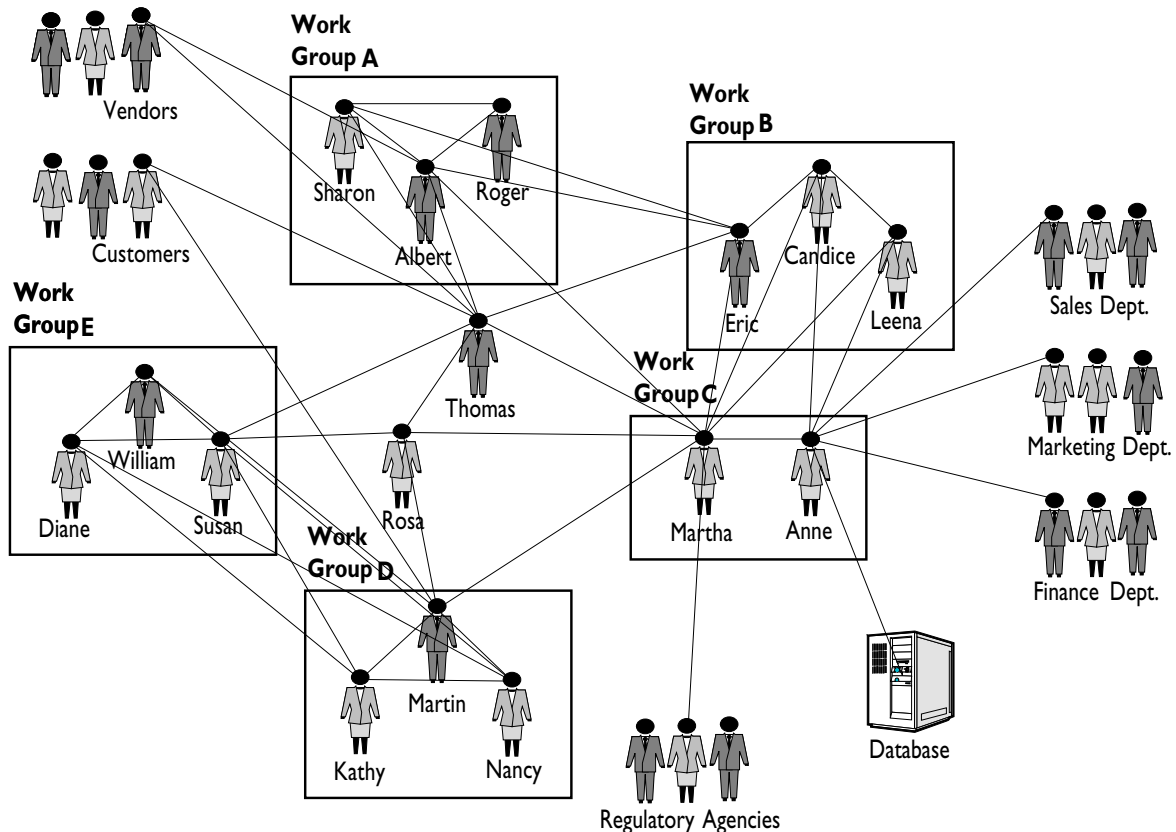 Work
Group A
Vendors
Sharon
Roger
Albert
Work
Group B
Candice
Eric
Leena
Customers
Sales Dept.
Work
Group E
William
Diane
Susan
Thomas
Rosa
Work
Group C
Martha
Anne
Marketing Dept.
Finance Dept.
Work
Group D
Martin
Kathy
Nancy
Database
Regulatory Agencies